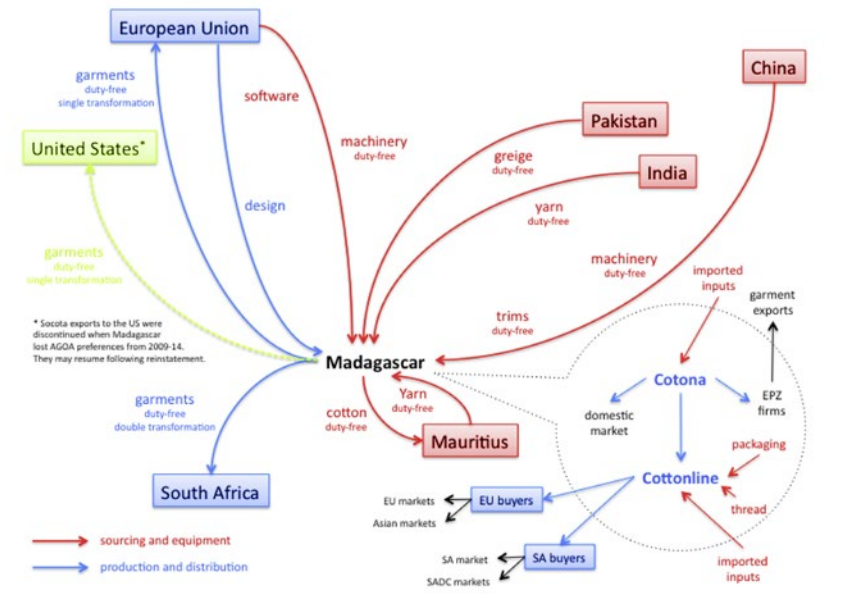 European Union
China
garments
duty-free
single transformation
software
Pakistan
United States*
machinery
duty-free
greige
duty-free
India
design
yarn
duty-free
garments
duty-free
single transformation
machinery
duty-free
imported
inputs
garment
exports
trims
duty-free
* Socota exports to the US were
discontinued when Madagascar
lost AGOA preferences from 2009-14.
They may resume following reinstatement.
Madagascar
Cotona
garments
duty-free
double transformation
cotton
duty-free
Yarn
duty-free
domestic
market
EPZ
firms
Mauritius
packaging
South Africa
Cottonline
EU markets
Asian markets
EU buyers
thread
sourcing and equipment
production and distribution
SA market
SADC markets
SA buyers
imported
inputs